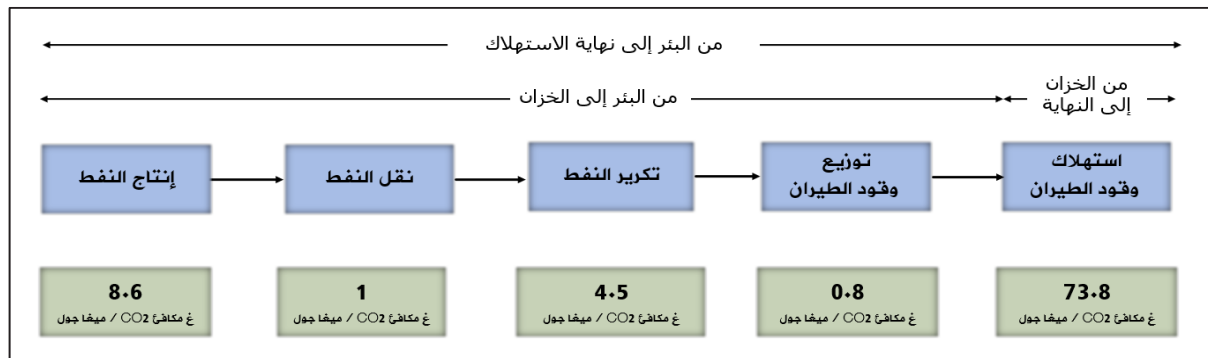 من البئر إلى نهاية الاستهلاك
من الخزان
إلى النهاية
من البئر إلى الخزان
إنتاج النفط
نقل النفط
تكرير النفط
توزيع
وقود الطيران
استهلاك
وقود الطيران
8.6
غ مكافئ CO2 / ميغا جول
1
غ مكافئ CO2 / ميغا جول
4.5
غ مكافئ CO2 / ميغا جول
0.8
غ مكافئ CO2 / ميغا جول
73.8
غ مكافئ CO2 / ميغا جول